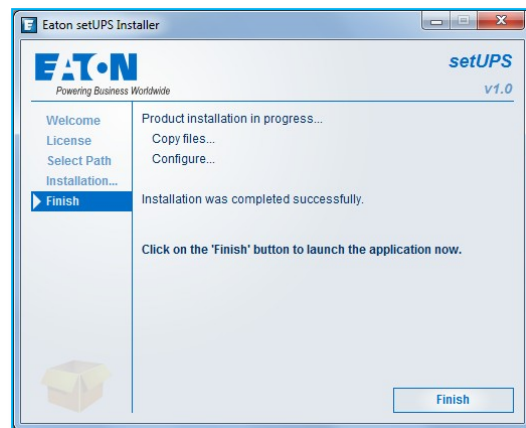 Eaton setUPS Installer
EATON
Powering Business Worldwide
setUPS
v1.0
Welcome
License
Select Path
Installation...
Finish
Product installation in progress...
Copy files...
Configure...
Installation was completed successfully.
Click on the 'Finish' button to launch the application now.
Finish